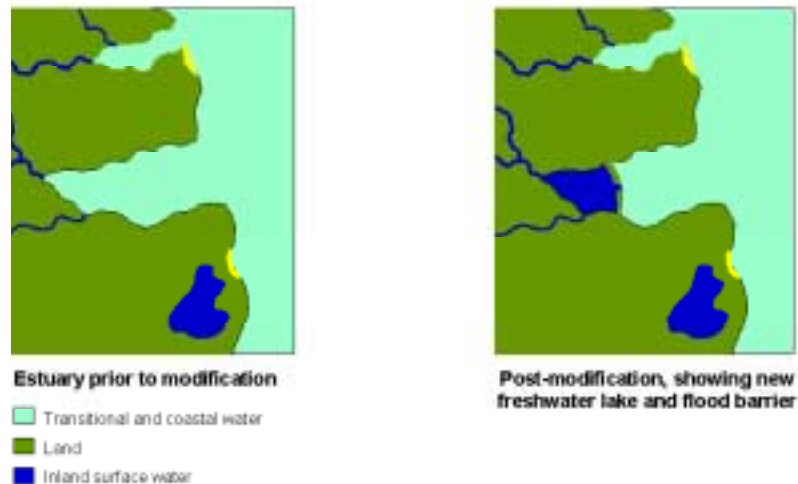 Estuary prior to modification
Transitional and coastal water
Land
Inland surface water
Post-modification, showing new
freshwater lake and flood barrier